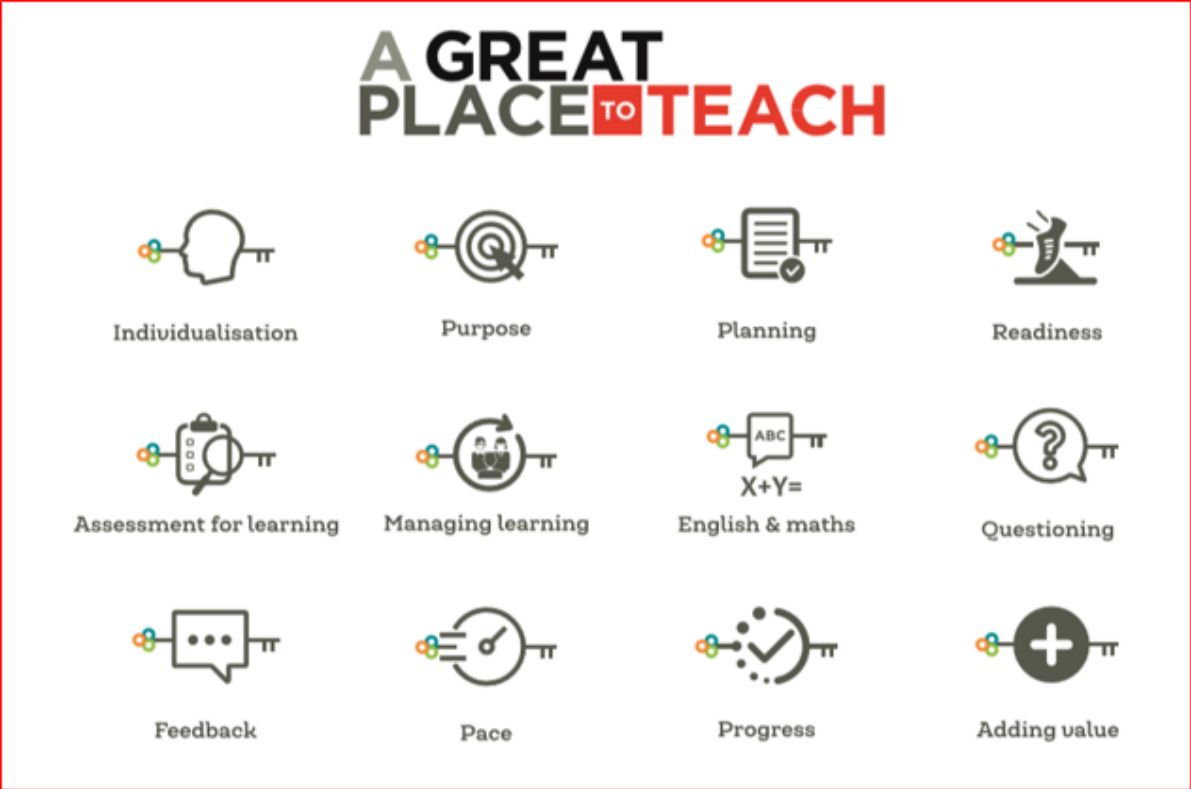 A GREAT
PLACE TO TEACH
Individualisation
Purpose
Planning
Readiness
ABC
X+Y=
Assessment for learning
Managing learning
English & maths
Questioning
Feedback
Pace
Progress
Adding value